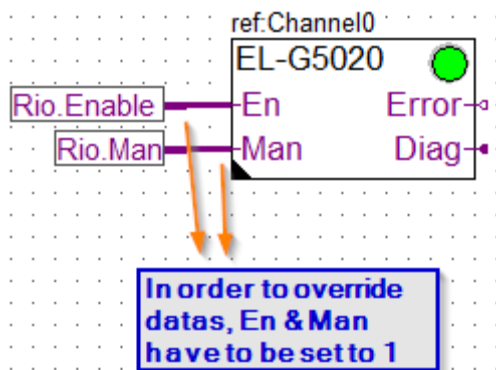 ref:Channel0
EL-G5020
Rio.Enable
En
Error
Rio.Man
Man
Diag
In order to override
datas, En & Man
have to be set to 1